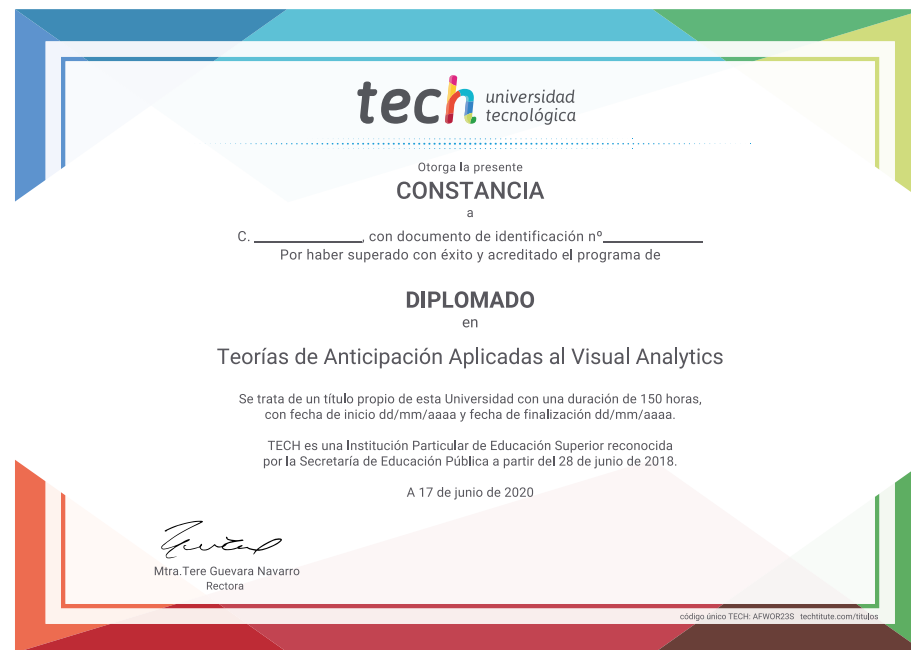 tech universidad
tecnológica
Otorga la presente
CONSTANCIA
a
C. ____________, con documento de identificación nº____________
Por haber superado con éxito y acreditado el programa de
DIPLOMADO
en
Teorías de Anticipación Aplicadas al Visual Analytics
Se trata de un título propio de esta Universidad con una duración de 150 horas,
con fecha de inicio dd/mm/aaaa y fecha de finalización dd/mm/aaaa.
TECH es una Institución Particular de Educación Superior reconocida
por la Secretaría de Educación Pública a partir del 28 de junio de 2018.
A 17 de junio de 2020
Mtra.Tere Guevara Navarro
Rectora
código único TECH: AFWOR23S techtitute.com/titulos